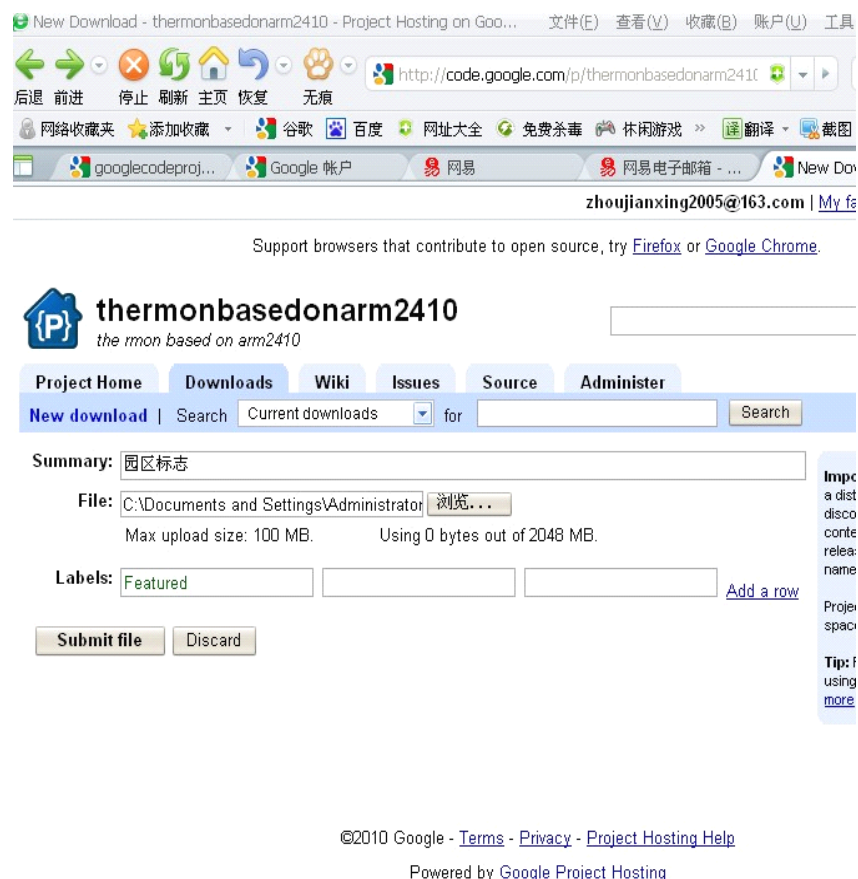 New Download - thermonbasedonarm2410 - Project Hosting on Goo... 文件(F) 查看(V) 收藏(B) 账户(U) 工具
后退 前进 停止 刷新 主页 恢复 无痕
http://code.google.com/p/thermonbasedonarm241
网络收藏夹 添加收藏 谷歌 百度 网址大全 免费杀毒 休闲游戏 » 翻译 截图
googlecodeproj... Google 帐户 网易 网易电子邮箱 - ... New Dov
zhoujianxing2005@163.com | My fa
Support browsers that contribute to open source, try Firefox or Google Chrome.
thermonbasedonarm2410
the rmon based on arm2410
Project Home Downloads Wiki Issues Source Administer
New download | Search Current downloads for Search
Summary: 园区标志
File: C:\Documents and Settings\Administrator 浏览...
Max upload size: 100 MB. Using 0 bytes out of 2048 MB.
Labels: Featured Add a row
Submit file Discard
Impo
a dist
disco
conte
relea
name
Projec
space
Tip: F
using
more
©2010 Google - Terms - Privacy - Project Hosting Help
Powered by Google Project Hosting